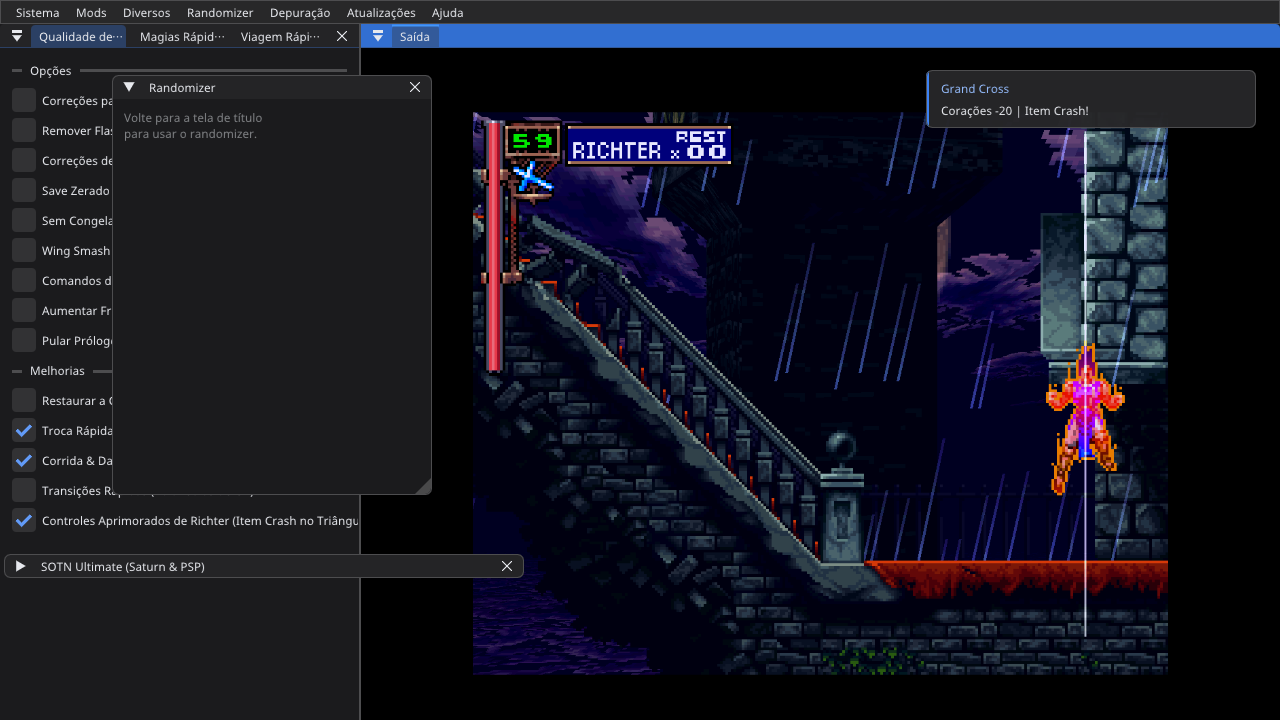 Sistema Mods Diversos Randomizer Depuração Atualizações Ajuda
Qualidade de··· Magias Rápid··· Viagem Rápi···
Saída
Opções
Randomizer
Grand Cross
Corações -20 | Item Crash!
Volte para a tela de título
para usar o randomizer.
Correções pa
Remover Flas
Correções de
Save Zerado
Sem Congela
Wing Smash
Comandos d
Aumentar Fr
Pular Prólogo
Melhorias
Restaurar a
Troca Rápida
Corrida & Da
Transições
Controles Aprimorados de Richter (Item Crash no Triângu
SOTN Ultimate (Saturn & PSP)
59
REST
RICHTER x 00